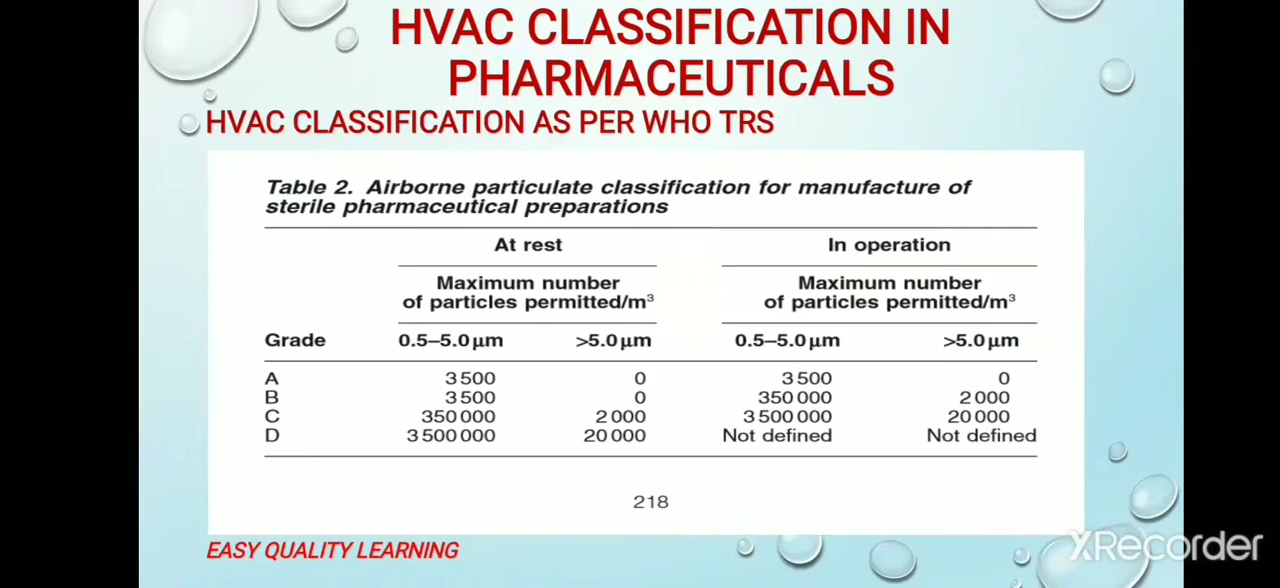 HVAC CLASSIFICATION IN
PHARMACEUTICALS
HVAC CLASSIFICATION AS PER WHO TRS
Table 2. Airborne particulate classification for manufacture of
sterile pharmaceutical preparations
At rest In operation
Maximum number Maximum number
of particles permitted/m³ of particles permitted/m³
Grade 0.5–5.0 µm >5.0 µm 0.5–5.0 µm >5.0 µm
A 3 500 0 3 500 0
B 3 500 0 350 000 2 000
C 350 000 2 000 3 500 000 20 000
D 3 500 000 20 000 Not defined Not defined
218
EASY QUALITY LEARNING
XRecorder